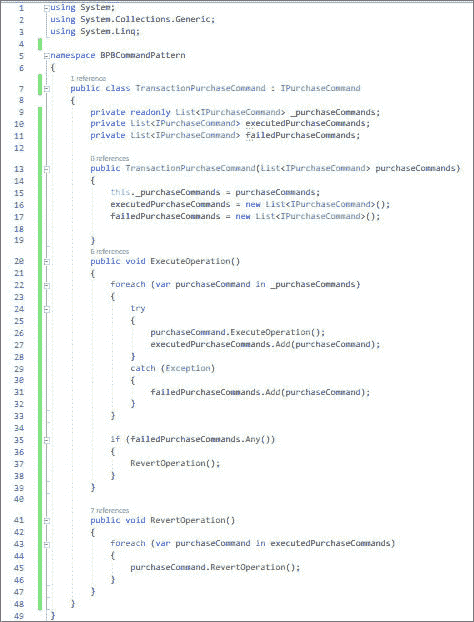 1 using System;
2 using System.Collections.Generic;
3 using System.Linq;
4
5 namespace BPBCommandPattern
6 {
1 reference
7 public class TransactionPurchaseCommand : IPurchaseCommand
8 {
9 private readonly List<IPurchaseCommand> _purchaseCommands;
10 private List<IPurchaseCommand> executedPurchaseCommands;
11 private List<IPurchaseCommand> failedPurchaseCommands;
12
references
13 public TransactionPurchaseCommand(List<IPurchaseCommand> purchaseCommands)
14 {
15 this._purchaseCommands = purchaseCommands;
16 executedPurchaseCommands = new List<IPurchaseCommand>();
17 failedPurchaseCommands = new List<IPurchaseCommand>();
18
19 }
6 references
20 public void ExecuteOperation()
21 {
22 foreach (var purchaseCommand in _purchaseCommands)
23 {
24 try
25 {
26 purchaseCommand.ExecuteOperation();
27 executedPurchaseCommands.Add(purchaseCommand);
28 }
29 catch (Exception)
30 {
31 failedPurchaseCommands.Add(purchaseCommand);
32 }
33 }
34
35 if (failedPurchaseCommands.Any())
36 {
37 RevertOperation();
38 }
39 }
40
7 references
41 public void RevertOperation()
42 {
43 foreach (var purchaseCommand in executedPurchaseCommands)
44 {
45 purchaseCommand.RevertOperation();
46 }
47 }
48 }
49 }